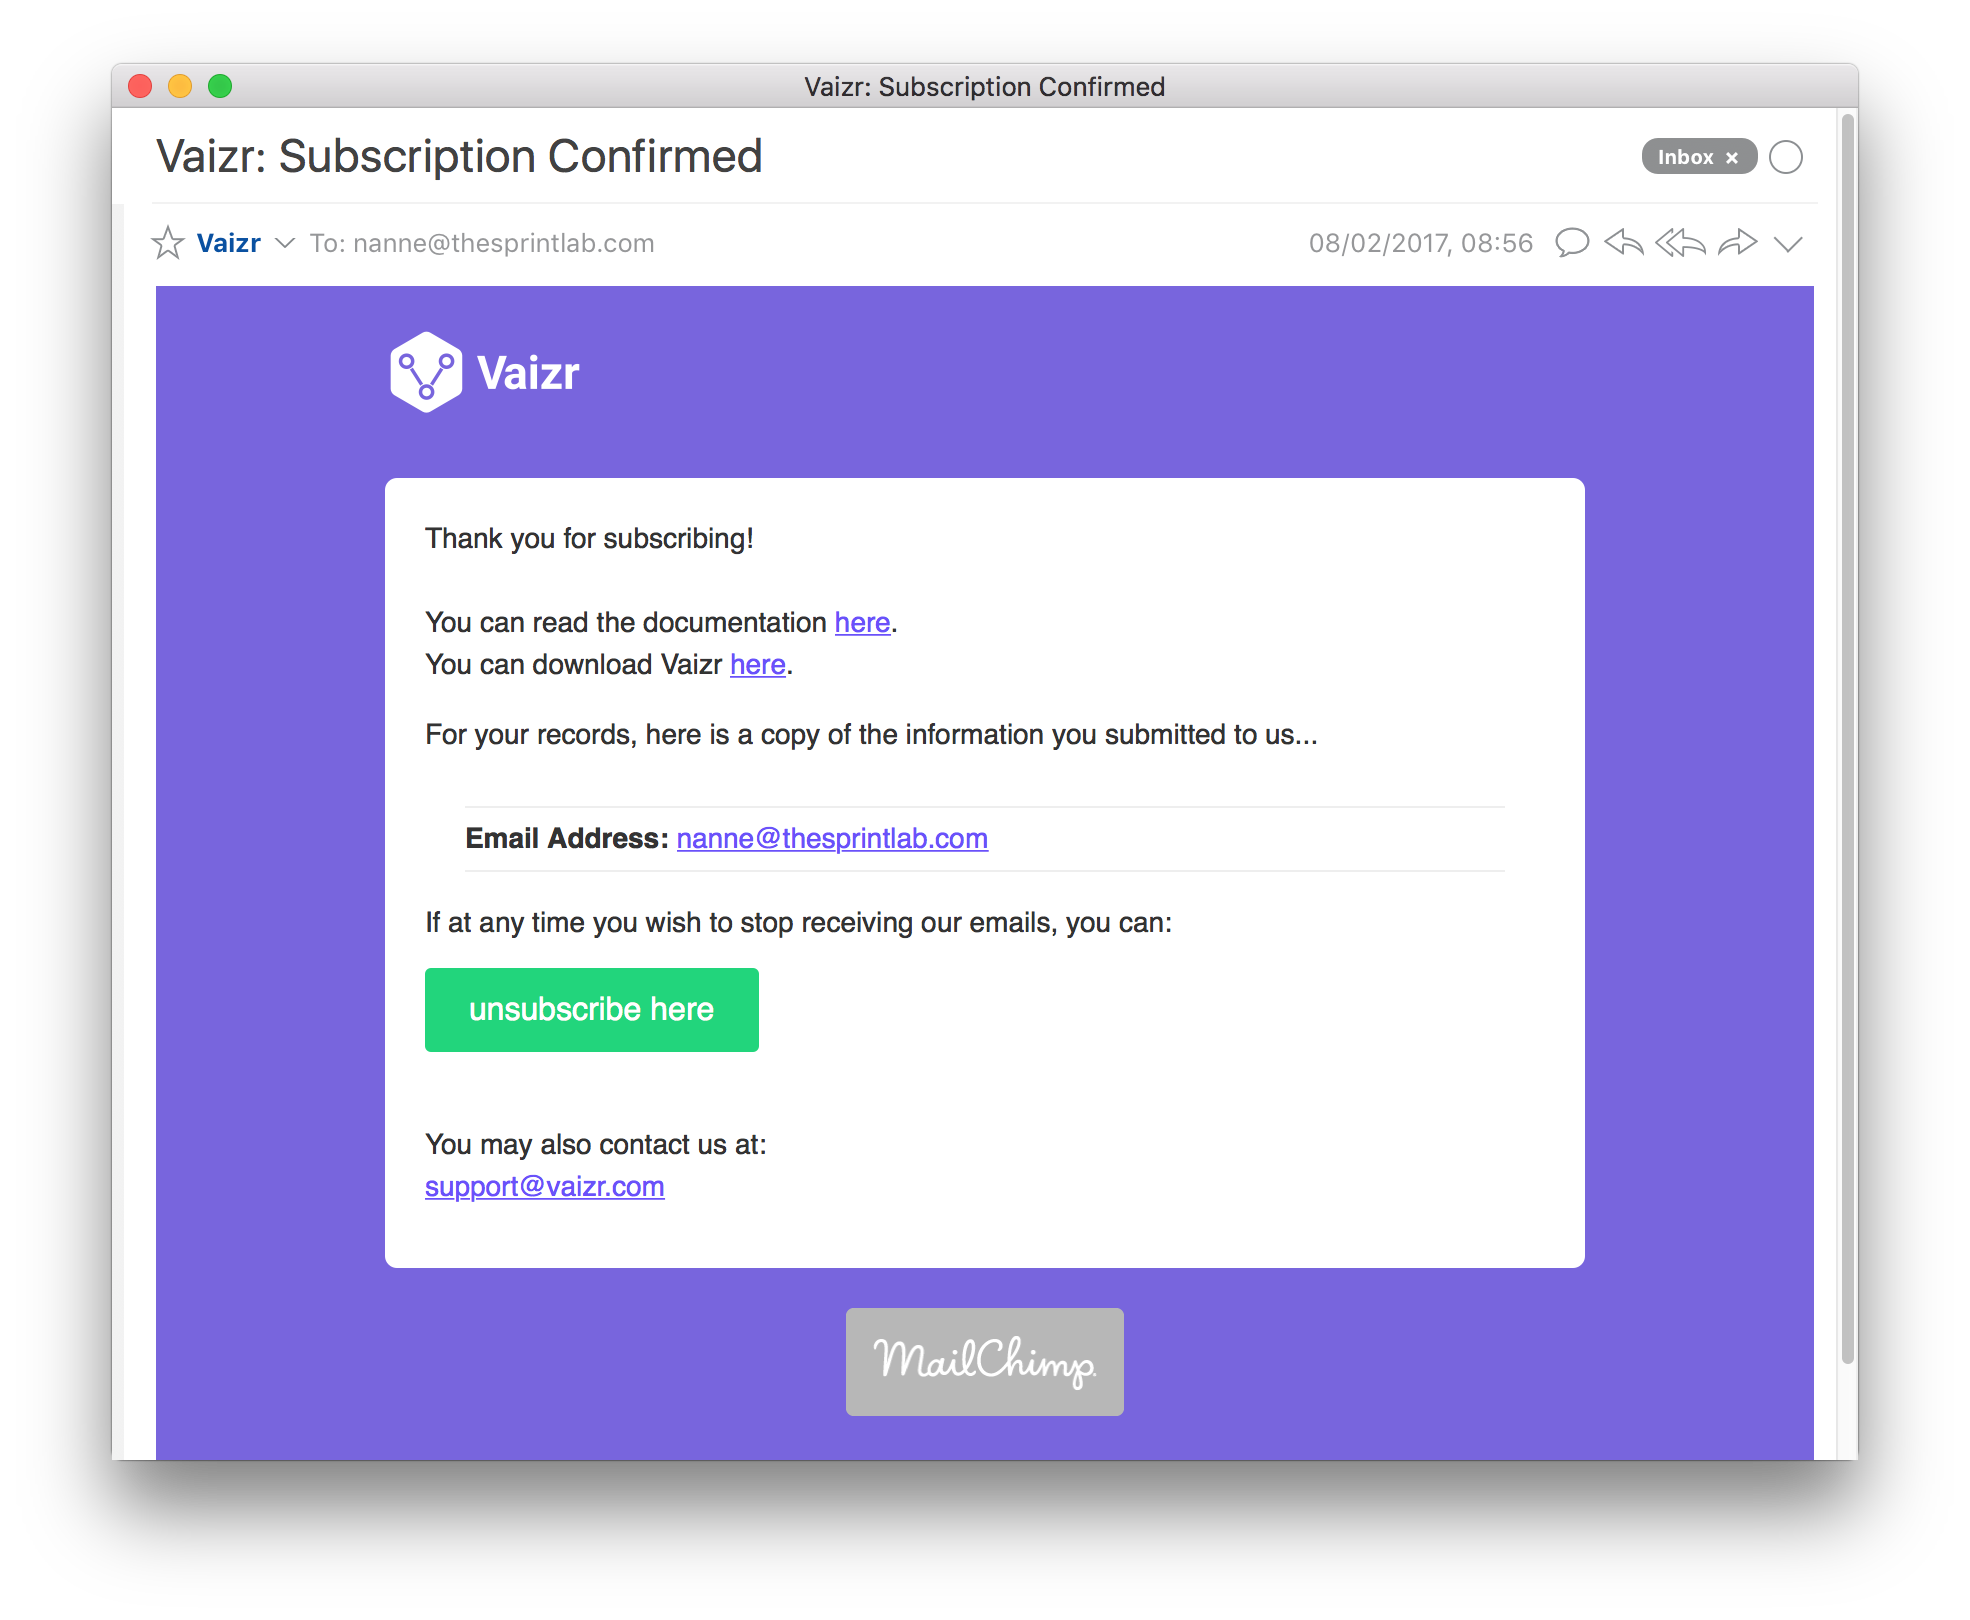 Vaizr: Subscription Confirmed
Vaizr: Subscription Confirmed
Inbox ×
Vaizr To: nanne@thesprintlab.com 08/02/2017, 08:56
Vaizr
Thank you for subscribing!
You can read the documentation here.
You can download Vaizr here.
For your records, here is a copy of the information you submitted to us...
Email Address: nanne@thesprintlab.com
If at any time you wish to stop receiving our emails, you can:
unsubscribe here
You may also contact us at:
support@vaizr.com
MailChimp